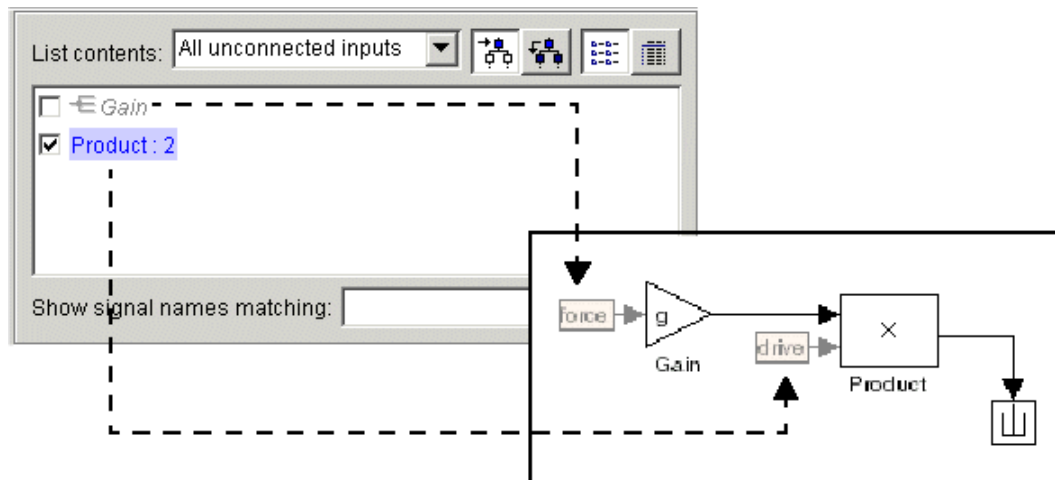 List contents: All unconnected inputs
Gain
Product : 2
Show signal names matching:
force
g
Gain
drive
×
Product